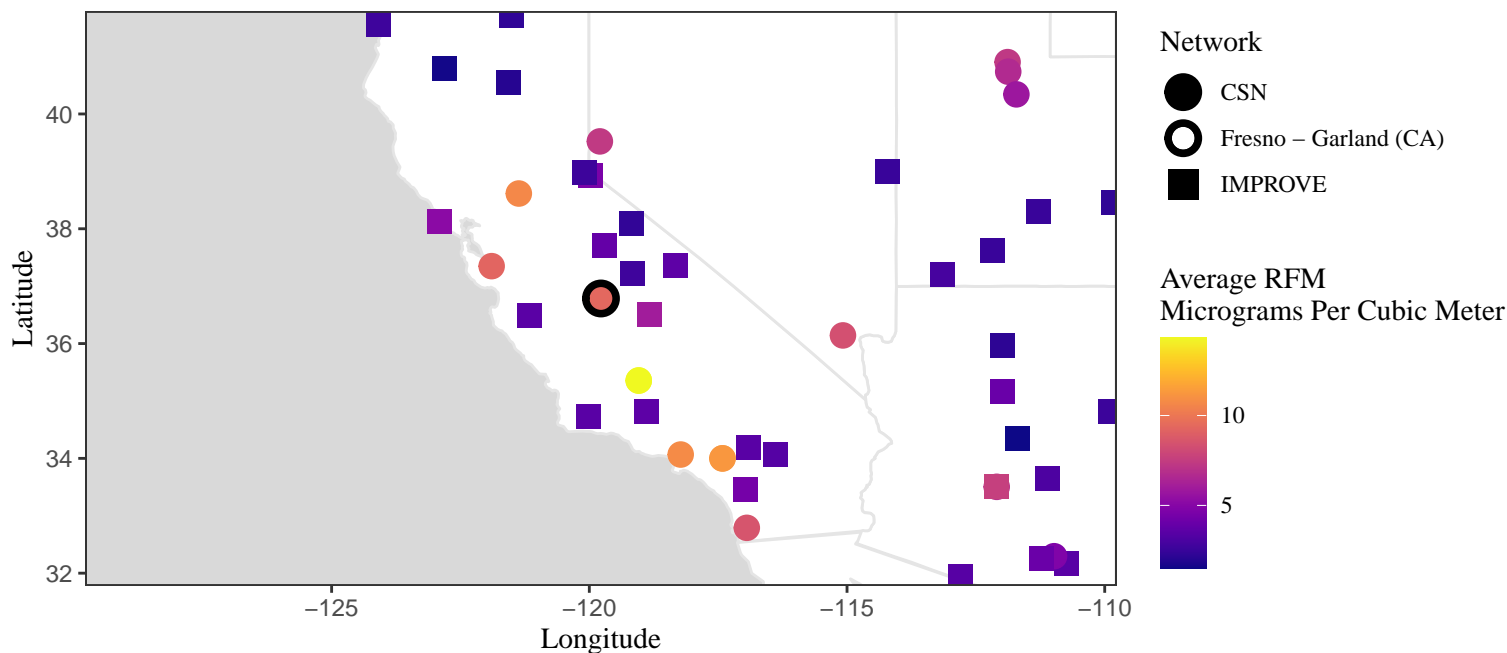 40
38
36
34
32
Latitude
−125
−120
−115
−110
Longitude
Network
CSN
Fresno − Garland (CA)
IMPROVE
Average RFM
Micrograms Per Cubic Meter
10
5